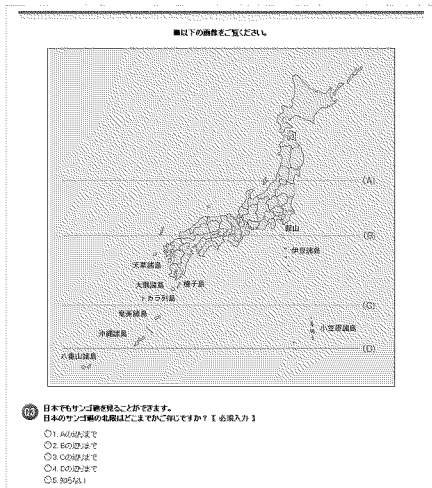 ■以下の画像をご覧ください。
(A)
(B)
館山
伊豆諸島
天草諸島
大隅諸島
種子島
トカラ列島
(C)
奄美諸島
小笠原諸島
沖縄諸島
(D)
八重山諸島
Q3 日本でもサンゴ礁を見ることができます。
日本のサンゴ礁の北限はどこまでかご存じですか?【 必須入力 】
1. Aの辺りまで
2. Bの辺りまで
3. Cの辺りまで
4. Dの辺りまで
5. 知らない